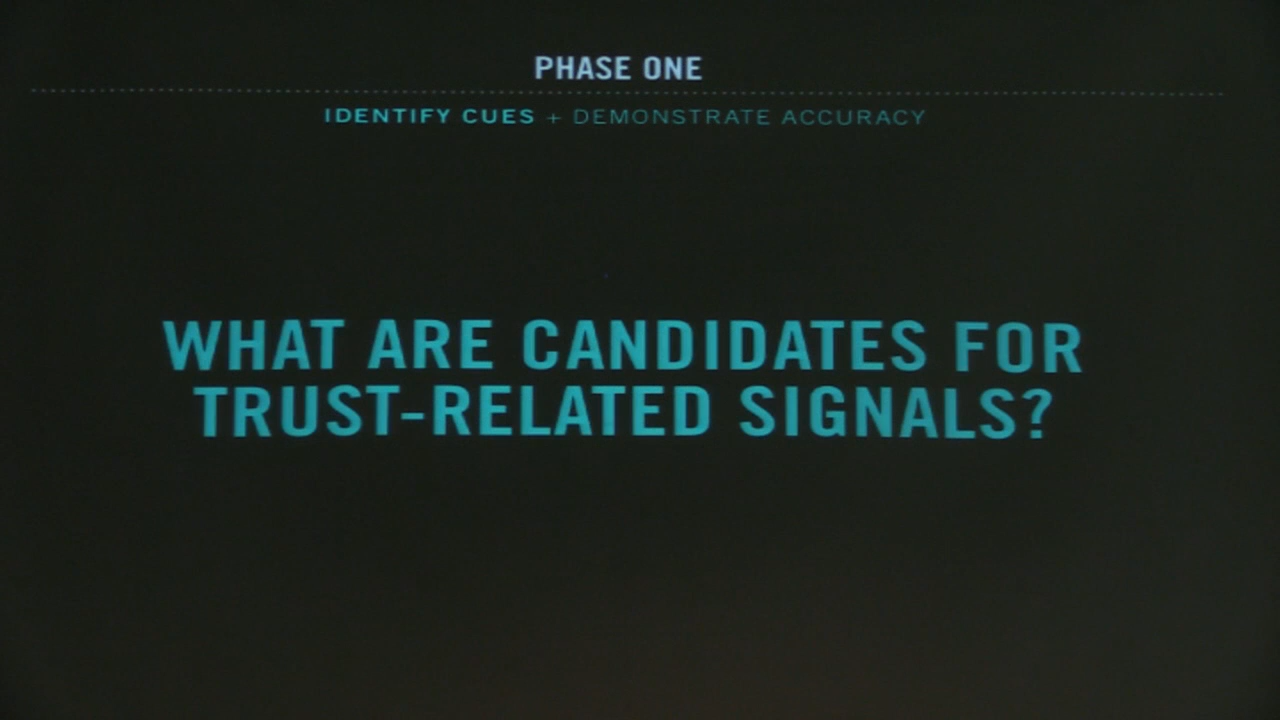 PHASE ONE
IDENTIFY CUES + DEMONSTRATE ACCURACY
WHAT ARE CANDIDATES FOR
TRUST-RELATED SIGNALS?